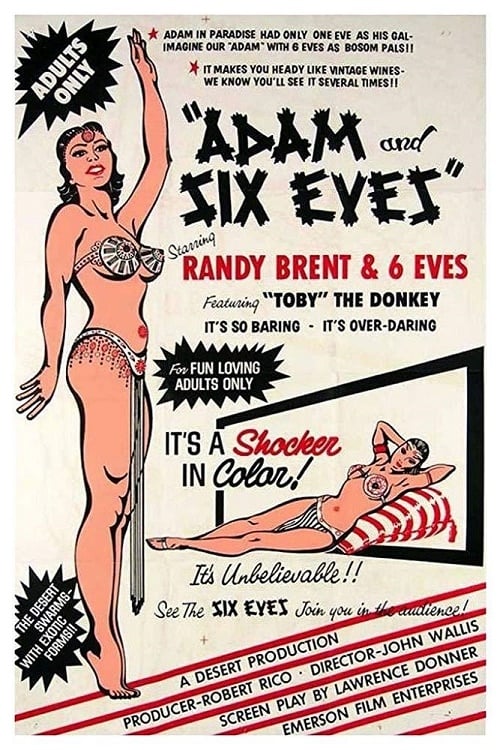 ADULTS
ONLY
★ ADAM IN PARADISE HAD ONLY ONE EVE AS HIS GAL-
IMAGINE OUR "ADAM" WITH 6 EVES AS BOSOM PALS!!
★ IT MAKES YOU HEADY LIKE VINTAGE WINES-
WE KNOW YOU'LL SEE IT SEVERAL TIMES!!
"ADAM and
SIX EVES"
Starring
RANDY BRENT & 6 EVES
Featuring "TOBY" THE DONKEY
IT'S SO BARING - IT'S OVER-DARING
For FUN LOVING
ADULTS ONLY
IT'S A Shocker
IN Color!
It's Unbelievable!!
See The SIX EVES Join you in the audience!
THE DESERT
SWARMS-
WITH EXOTIC
FORMS!!
A DESERT PRODUCTION
PRODUCER-ROBERT RICO · DIRECTOR-JOHN WALLIS
SCREEN PLAY BY LAWRENCE DONNER
EMERSON FILM ENTERPRISES